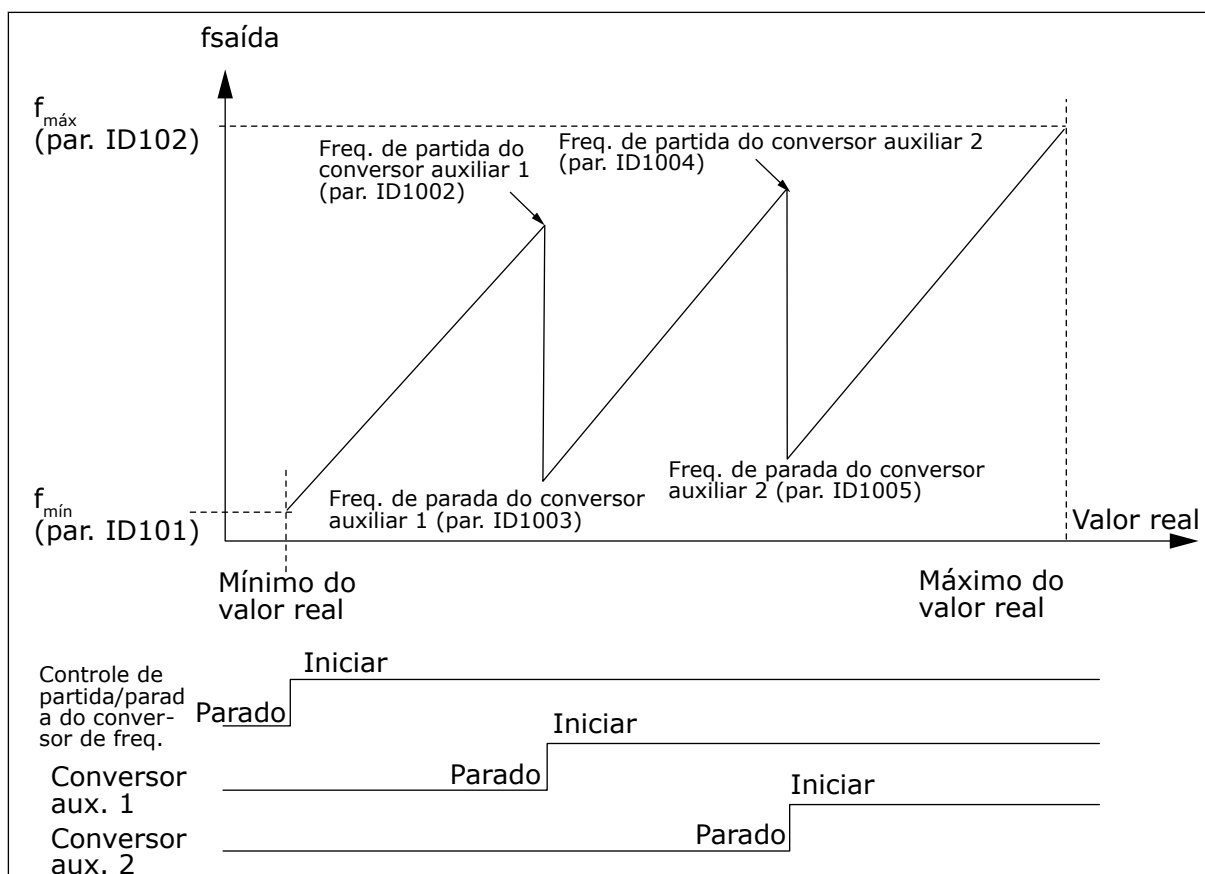 fsaída
fmáx
(par. ID102)
Freq. de partida do
conversor auxiliar 1
(par. ID1002)
Freq. de partida do conversor auxiliar 2
(par. ID1004)
Freq. de parada do conversor
auxiliar 1 (par. ID1003)
Freq. de parada do conversor
auxiliar 2 (par. ID1005)
fmín
(par. ID101)
Valor real
Mínimo do
valor real
Máximo do
valor real
Controle de
partida/parad
a do conver-
sor de freq.
Parado
Iniciar
Conversor
aux. 1
Parado
Iniciar
Conversor
aux. 2
Parado
Iniciar